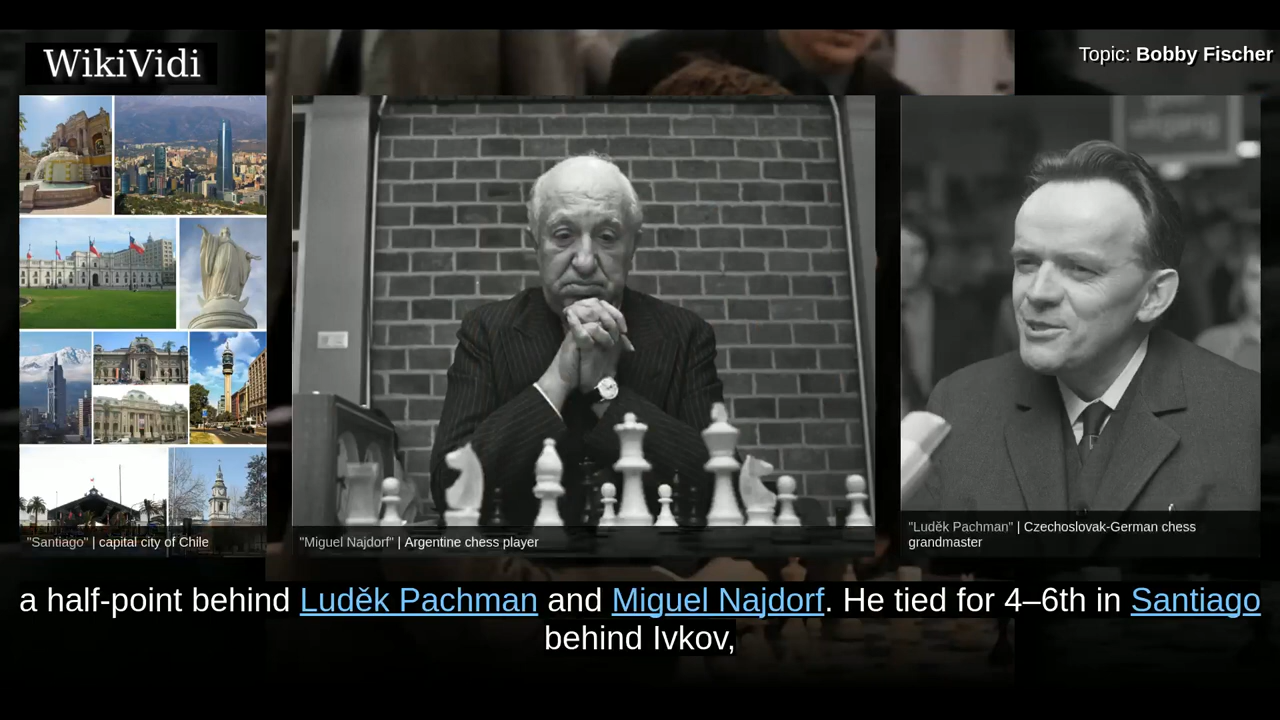 WikiVidi
Topic: Bobby Fischer
"Santiago" | capital city of Chile
"Miguel Najdorf" | Argentine chess player
"Luděk Pachman" | Czechoslovak-German chess
grandmaster
a half-point behind Luděk Pachman and Miguel Najdorf. He tied for 4–6th in Santiago
behind Ivkov,